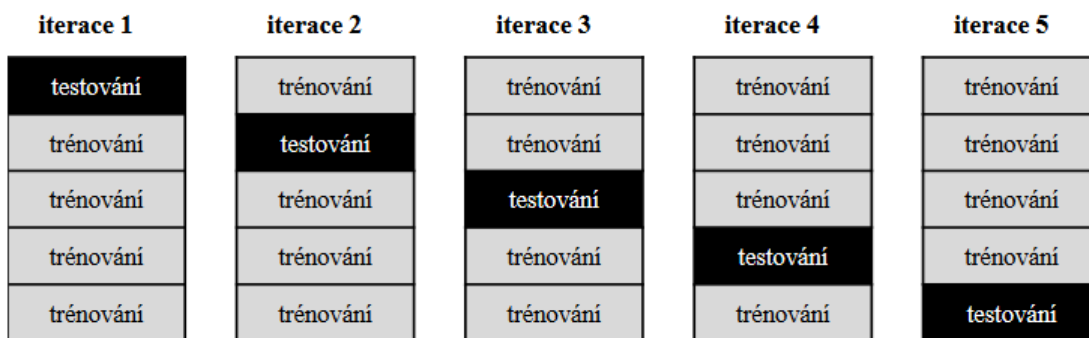 iterace 1 iterace 2 iterace 3 iterace 4 iterace 5
testování trénování trénování trénování trénování
trénování testování trénování trénování trénování
trénování trénování testování trénování trénování
trénování trénování trénování testování trénování
trénování trénování trénování trénování testování